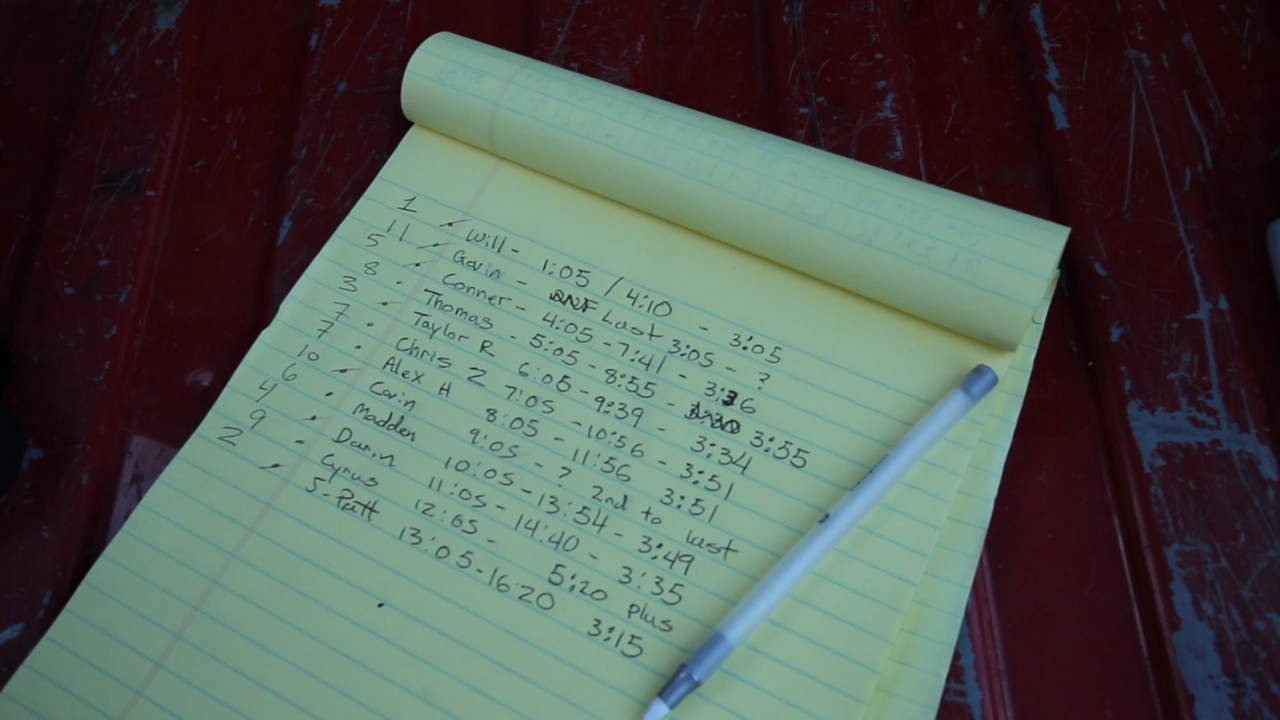 1 Will - 1:05 / 4:10 - 3:05
11 Gavin - DNF Last 3:05 - ?
5 Conner - 4:05 - 7:41 - 3:36
8 Thomas - 5:05 - 8:55 - 3:55
3 Taylor R 6:05 - 9:39 - 3:34
7 Chris Z 7:05 - 10:56 - 3:51
7 Alex H 8:05 - 11:56 3:51
10 Cavin 9:05 - ? 2nd to last
6 Madden 10:05 - 13:54 - 3:49
4 Darin 11:05 - 14:40 - 3:35
9 Cyrus 12:05 - 5:20 plus
2 S-Patt 13:05 - 16:20 3:15